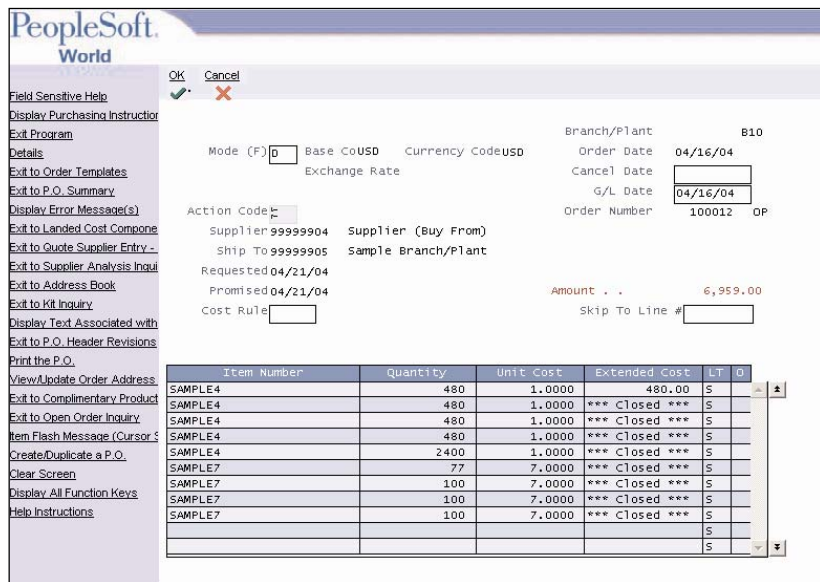 PeopleSoft.
World
OK Cancel
Field Sensitive Help
Display Purchasing Instruction
Exit Program
Details
Exit to Order Templates
Exit to P.O. Summary
Display Error Message(s)
Exit to Landed Cost Compone
Exit to Quote Supplier Entry -
Exit to Supplier Analysis Inqui
Exit to Address Book
Exit to Kit Inquiry
Display Text Associated with
Exit to P.O. Header Revisions
Print the P.O.
View/Update Order Address
Exit to Complimentary Product
Exit to Open Order Inquiry
Item Flash Message (Cursor S
Create/Duplicate a P.O.
Clear Screen
Display All Function Keys
Help Instructions
Branch/Plant B10
Mode (F) D Base Co USD Currency Code USD Order Date 04/16/04
Exchange Rate Cancel Date
G/L Date 04/16/04
Action Code Order Number 100012 OP
Supplier 99999904 Supplier (Buy From)
Ship To 99999905 Sample Branch/Plant
Requested 04/21/04
Promised 04/21/04 Amount . . 6,959.00
Cost Rule Skip To Line #
Item Number Quantity Unit Cost Extended Cost LT O
SAMPLE4 480 1.0000 480.00 S
SAMPLE4 480 1.0000 *** Closed *** S
SAMPLE4 480 1.0000 *** Closed *** S
SAMPLE4 480 1.0000 *** Closed *** S
SAMPLE4 2400 1.0000 *** Closed *** S
SAMPLE7 77 7.0000 *** Closed *** S
SAMPLE7 100 7.0000 *** Closed *** S
SAMPLE7 100 7.0000 *** Closed *** S
SAMPLE7 100 7.0000 *** Closed *** S
S
S